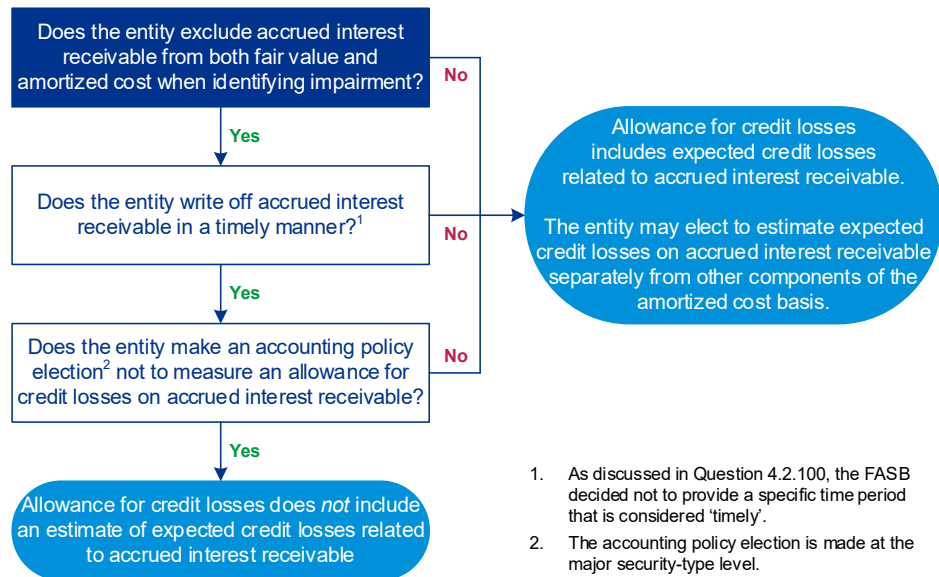 Does the entity exclude accrued interest
receivable from both fair value and
amortized cost when identifying impairment?
No
Yes
Allowance for credit losses
includes expected credit losses
related to accrued interest receivable.
The entity may elect to estimate expected
credit losses on accrued interest receivable
separately from other components of the
amortized cost basis.
Does the entity write off accrued interest
receivable in a timely manner?1
No
Yes
Does the entity make an accounting policy
election2 not to measure an allowance for
credit losses on accrued interest receivable?
No
Yes
Allowance for credit losses does not include
an estimate of expected credit losses related
to accrued interest receivable
1. As discussed in Question 4.2.100, the FASB
decided not to provide a specific time period
that is considered ‘timely’.
2. The accounting policy election is made at the
major security-type level.